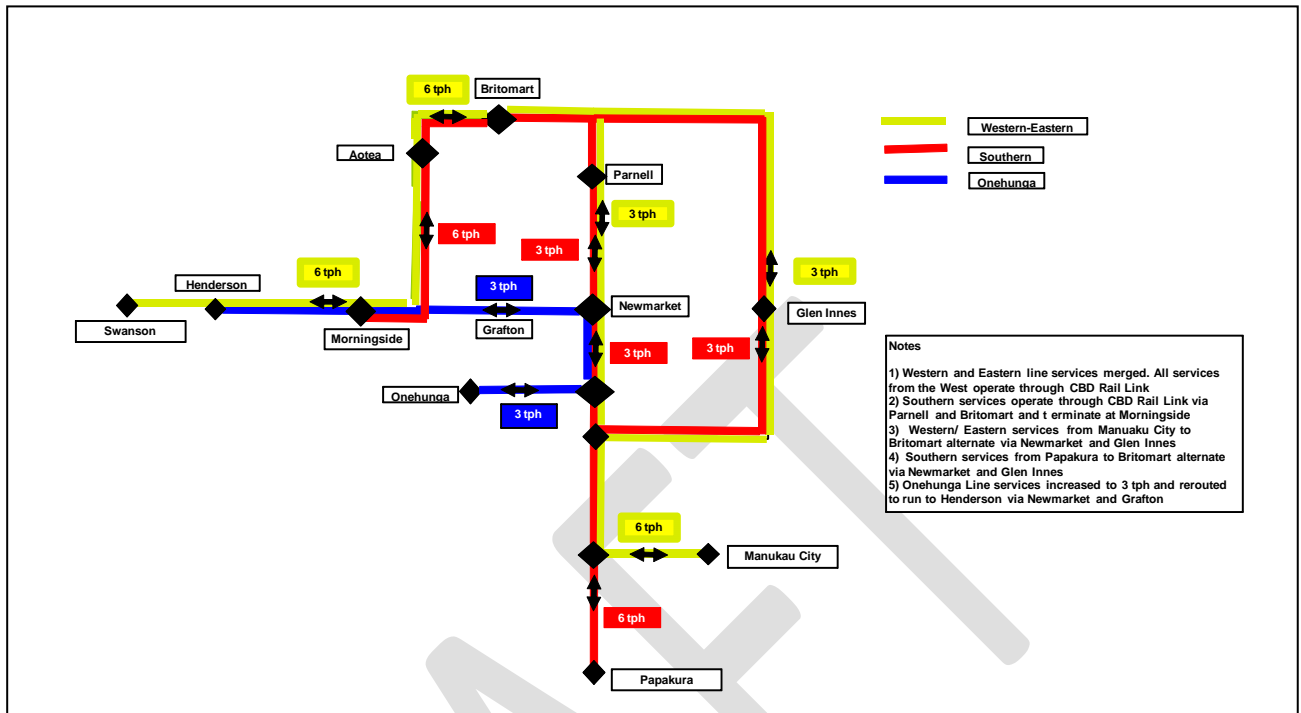 6 tph
Britomart
Aotea
Parnell
Western-Eastern
Southern
Onehunga
3 tph
6 tph
3 tph
6 tph
Henderson
3 tph
3 tph
Swanson
Morningside
Grafton
Newmarket
Glen Innes
3 tph
3 tph
Onehunga
3 tph
Notes
1) Western and Eastern line services merged. All services
from the West operate through CBD Rail Link
2) Southern services operate through CBD Rail Link via
Parnell and Britomart and t erminate at Morningside
3) Western/ Eastern services from Manuaku City to
Britomart alternate via Newmarket and Glen Innes
4) Southern services from Papakura to Britomart alternate
via Newmarket and Glen Innes
5) Onehunga Line services increased to 3 tph and rerouted
to run to Henderson via Newmarket and Grafton
6 tph
Manukau City
6 tph
Papakura